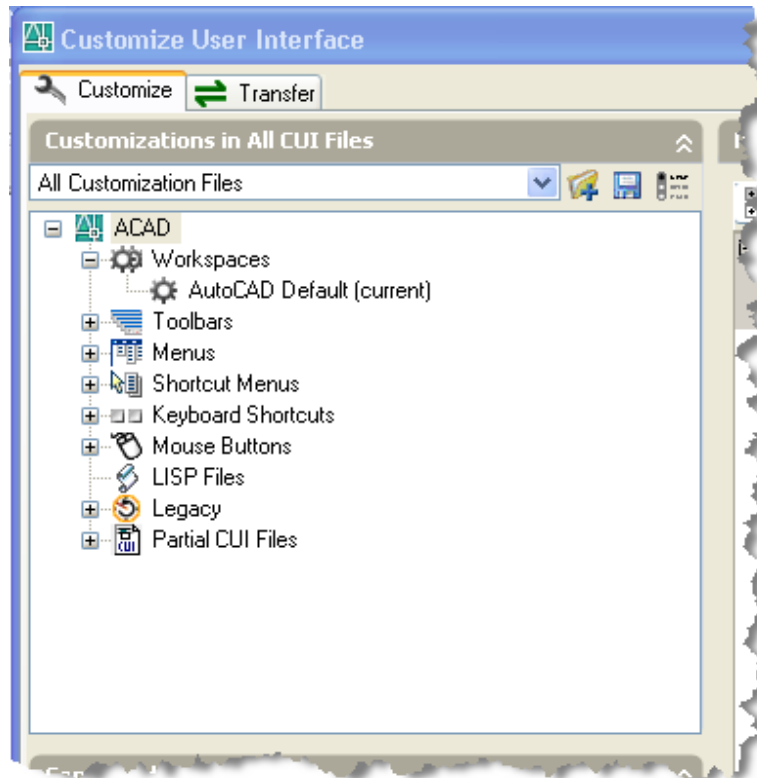 Customize User Interface
Customize Transfer
Customizations in All CUI Files
All Customization Files
ACAD
Workspaces
AutoCAD Default (current)
Toolbars
Menus
Shortcut Menus
Keyboard Shortcuts
Mouse Buttons
LISP Files
Legacy
Partial CUI Files